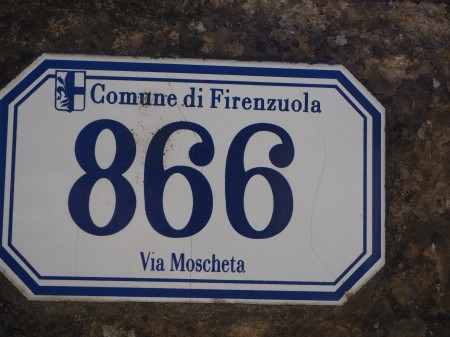 Comune di Firenzuola
866
Via Moscheta